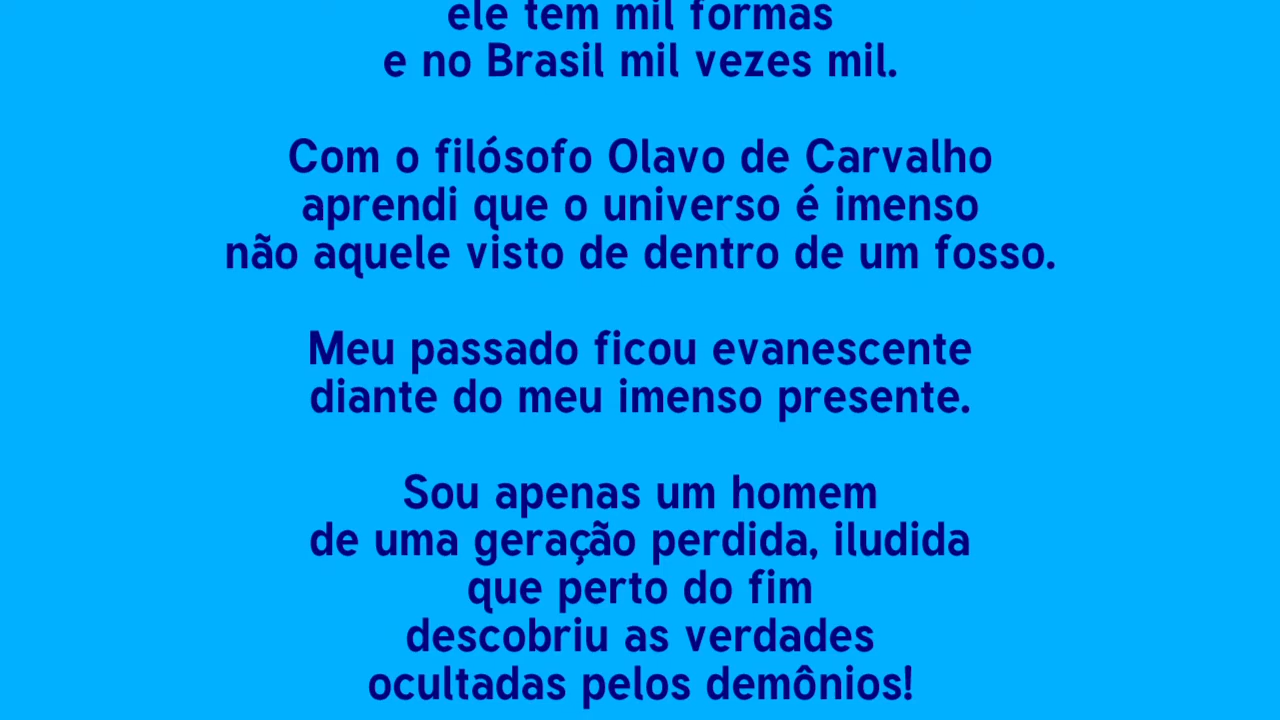 ele tem mil formas
e no Brasil mil vezes mil.
Com o filósofo Olavo de Carvalho
aprendi que o universo é imenso
não aquele visto de dentro de um fosso.
Meu passado ficou evanescente
diante do meu imenso presente.
Sou apenas um homem
de uma geração perdida, iludida
que perto do fim
descobriu as verdades
ocultadas pelos demônios!